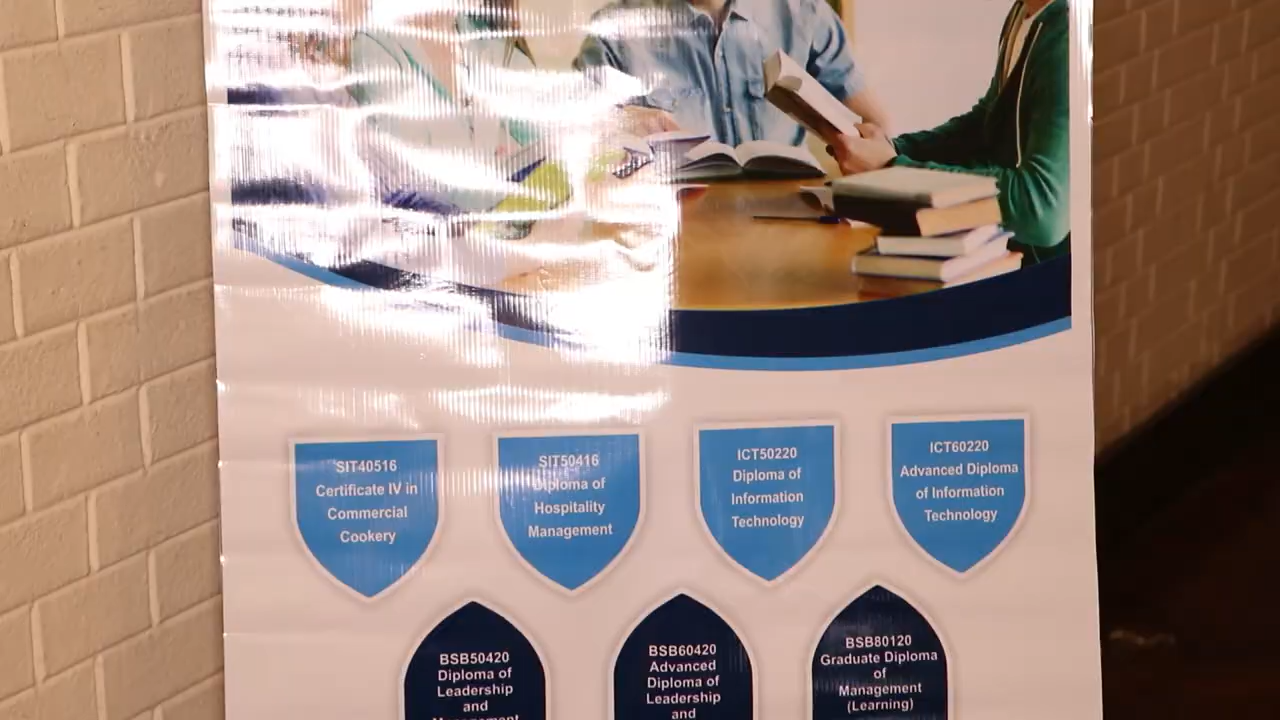 SIT40516
Certificate IV in
Commercial
Cookery
SIT50416
Diploma of
Hospitality
Management
ICT50220
Diploma of
Information
Technology
ICT60220
Advanced Diploma
of Information
Technology
BSB50420
Diploma of
Leadership
and
Management
BSB60420
Advanced
Diploma of
Leadership
and
BSB80120
Graduate Diploma
of
Management
(Learning)